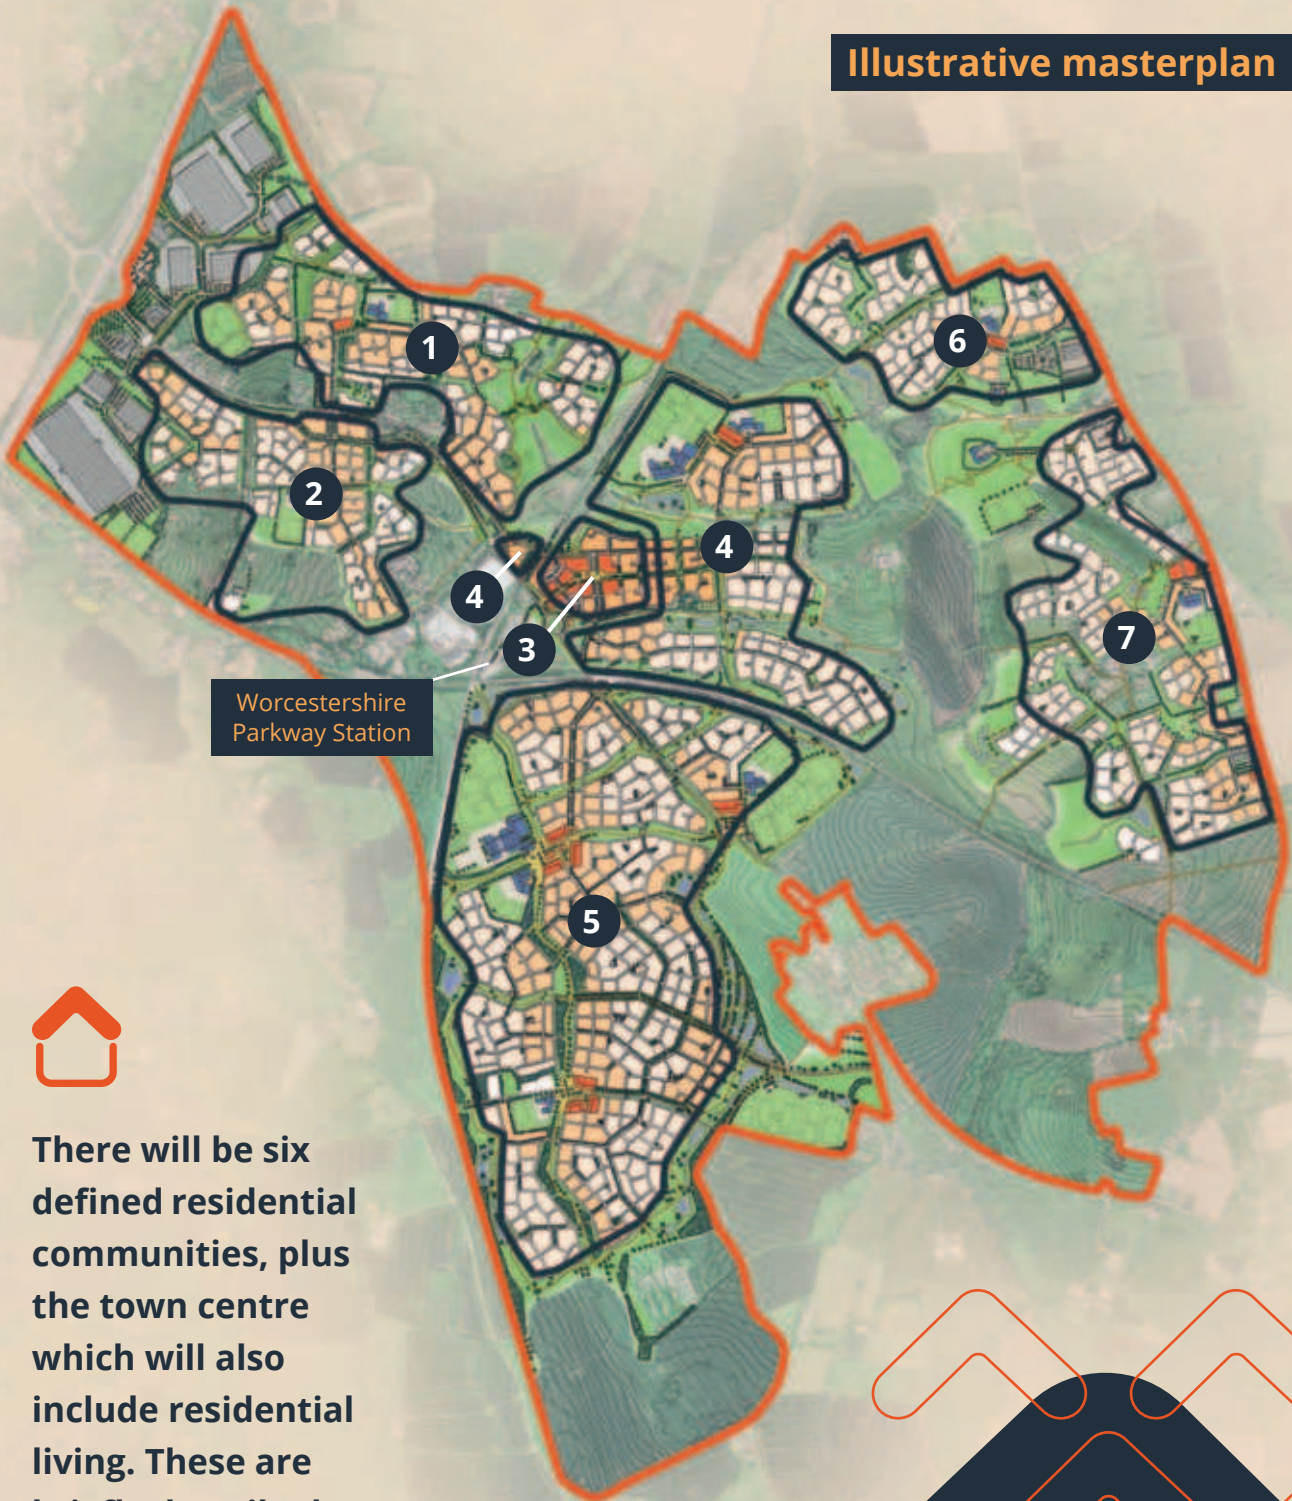 Illustrative masterplan
1
6
2
4
4
3
7
Worcestershire
Parkway Station
5
There will be six
defined residential
communities, plus
the town centre
which will also
include residential
living. These are